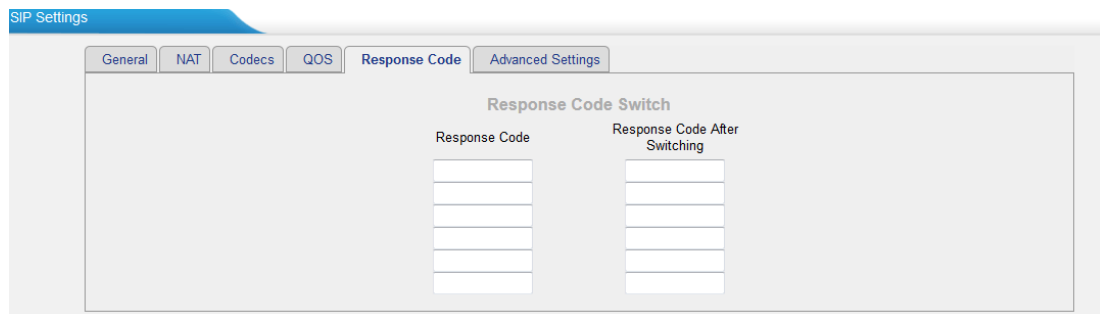 SIP Settings
General NAT Codecs QOS Response Code Advanced Settings
Response Code Switch
Response Code
Response Code After
Switching